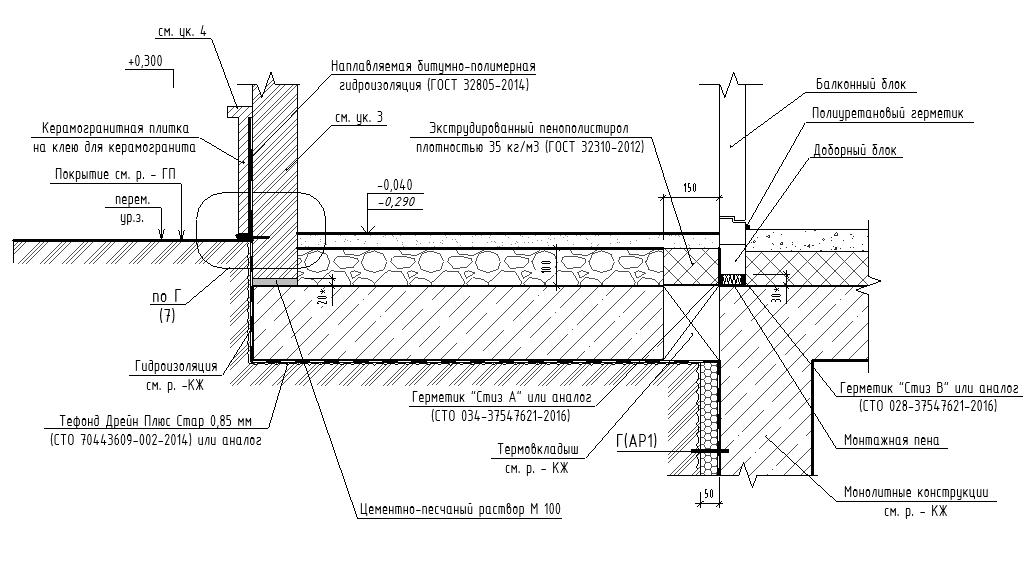 см. ук. 4
+0,300
Наплавляемая битумно-полимерная
гидроизоляция (ГОСТ 32805-2014)
см. ук. 3
Керамогранитная плитка
на клею для керамогранита
Покрытие см. р. - ГП
перем.
ур.з.
Экструдированный пенополистирол
плотностью 35 кг/м3 (ГОСТ 32310-2012)
Балконный блок
Полиуретановый герметик
Доборный блок
-0,040
-0,290
150
100
20*
30*
по Г
(7)
Гидроизоляция
см. р. -КЖ
Тефонд Дрейн Плюс Стар 0,85 мм
(СТО 70443609-002-2014) или аналог
Герметик "Стиз А" или аналог
(СТО 034-37547621-2016)
Термовкладыш
см. р. - КЖ
Г(АР1)
50
Цементно-песчаный раствор М 100
Герметик "Стиз В" или аналог
(СТО 028-37547621-2016)
Монтажная пена
Монолитные конструкции
см. р. - КЖ